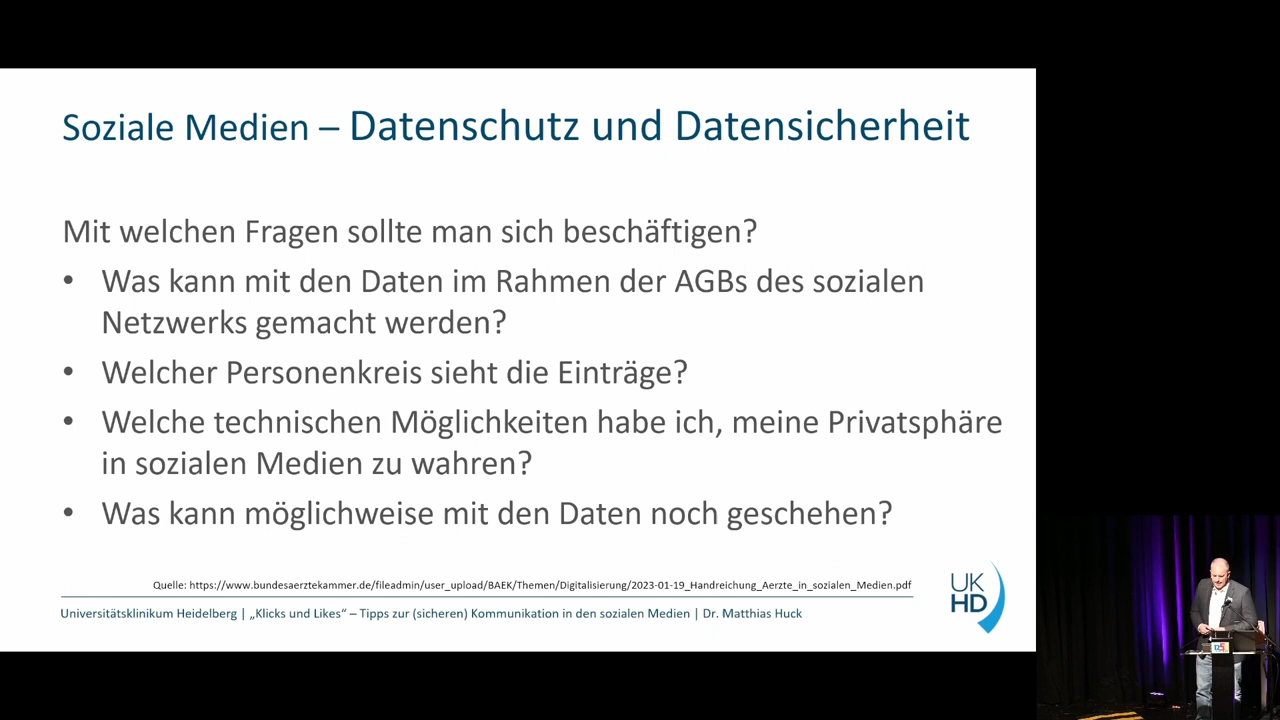 Soziale Medien – Datenschutz und Datensicherheit
Mit welchen Fragen sollte man sich beschäftigen?
• Was kann mit den Daten im Rahmen der AGBs des sozialen
Netzwerks gemacht werden?
• Welcher Personenkreis sieht die Einträge?
• Welche technischen Möglichkeiten habe ich, meine Privatsphäre
in sozialen Medien zu wahren?
• Was kann möglichweise mit den Daten noch geschehen?
Quelle: https://www.bundesaerztekammer.de/fileadmin/user_upload/BAEK/Themen/Digitalisierung/2023-01-19_Handreichung_Aerzte_in_sozialen_Medien.pdf
Universitätsklinikum Heidelberg | „Klicks und Likes“ – Tipps zur (sicheren) Kommunikation in den sozialen Medien | Dr. Matthias Huck
UK
HD